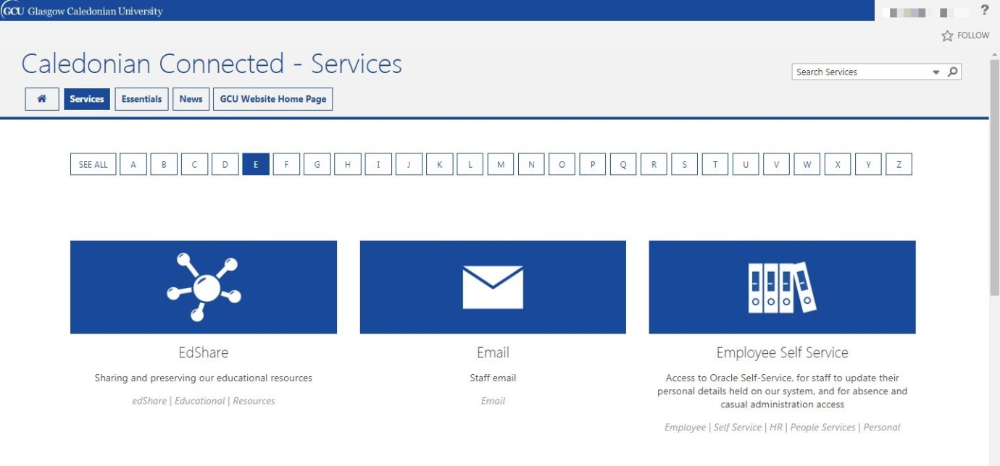 GCU Glasgow Caledonian University
?
FOLLOW
Caledonian Connected - Services
Search Services
Services Essentials News GCU Website Home Page
SEE ALL A B C D E F G H I J K L M N O P Q R S T U V W X Y Z
EdShare
Sharing and preserving our educational resources
edShare | Educational | Resources
Email
Staff email
Email
Employee Self Service
Access to Oracle Self-Service, for staff to update their
personal details held on our system, and for absence and
casual administration access
Employee | Self Service | HR | People Services | Personal